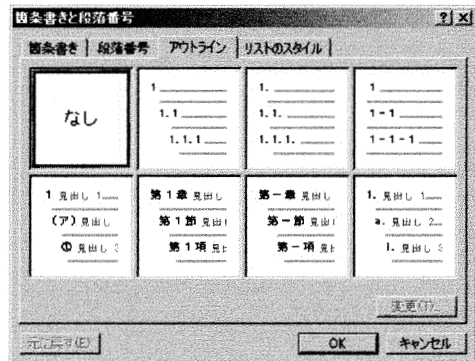 箇条書きと段落番号
箇条書き 段落番号 アウトライン リストのスタイル
なし
1
1.1
1.1.1
1.
1.1.
1.1.1.
1
1-1
1-1-1
1 見出し 1
(ア) 見出し
① 見出し 3
第1章 見出し
第1節 見出し
第1項 見出し
第一章 見出し
第一節 見出し
第一項 見出し
1. 見出し 1
a. 見出し 2
i. 見出し 3
変更(T)...
元に戻す(E)
OK
キャンセル